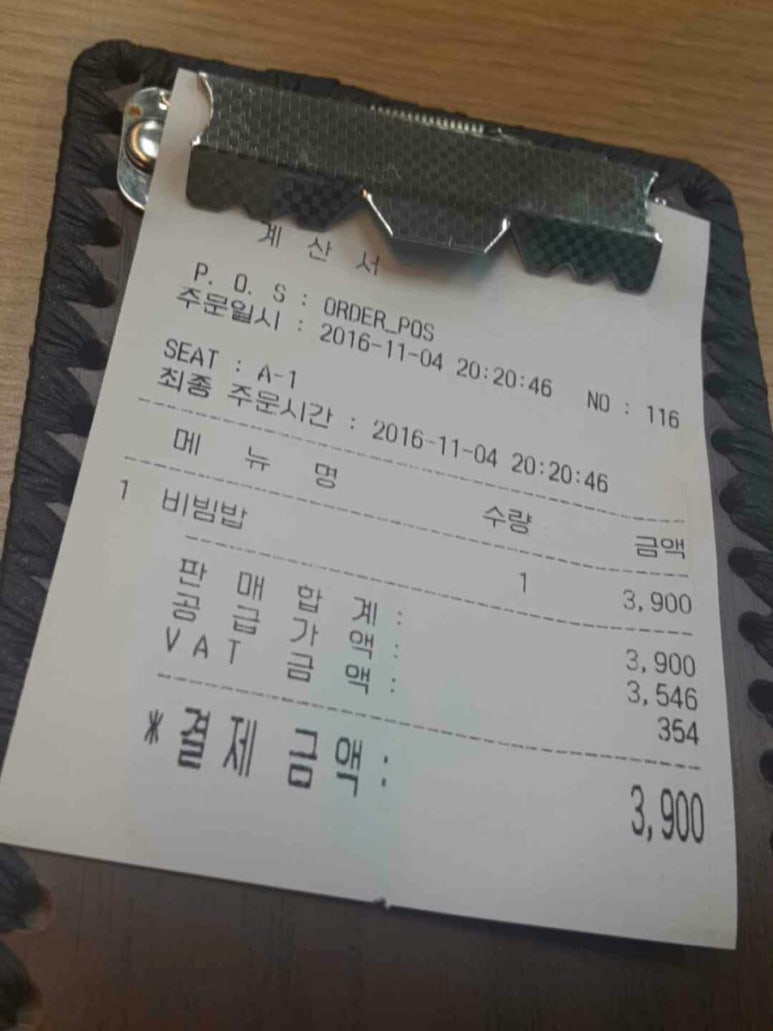 계 산 서
P. O. S : ORDER_POS
주문일시 : 2016-11-04 20:20:46 NO : 116
SEAT : A-1
최종 주문시간 : 2016-11-04 20:20:46
메 뉴 명 수량 금액
1 비빔밥 1 3,900
판 매 합 계 : 3,900
공 급 가 액 : 3,546
V A T 금 액 : 354
*결제 금액 : 3,900